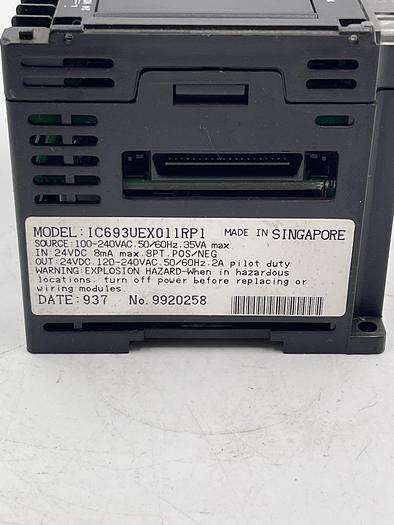 MODEL:IC693UEX011RP1 MADE IN SINGAPORE
SOURCE:100-240VAC.50/60Hz.35VA max
IN:24VDC 8mA max.8PT.POS/NEG
OUT:24VDC.120-240VAC.50/60Hz.2A pilot duty
WARNING:EXPLOSION HAZARD-When in hazardous
locations. turn off power before replacing or
wiring modules.
DATE:937 No.9920258